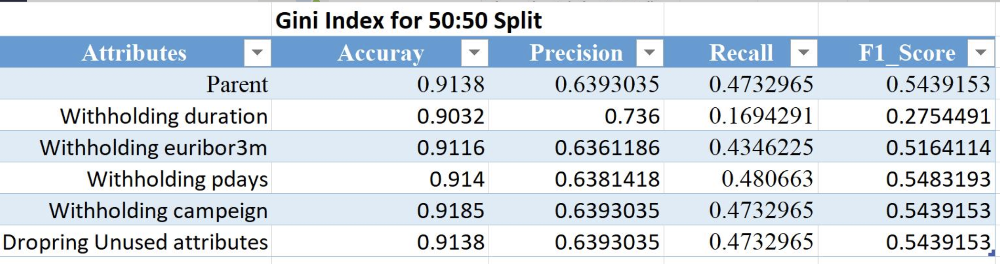 Gini Index for 50:50 Split
Attributes Accuray Precision Recall F1_Score
Parent 0.9138 0.6393035 0.4732965 0.5439153
Withholding duration 0.9032 0.736 0.1694291 0.2754491
Withholding euribor3m 0.9116 0.6361186 0.4346225 0.5164114
Withholding pdays 0.914 0.6381418 0.480663 0.5483193
Withholding campeign 0.9185 0.6393035 0.4732965 0.5439153
Dropring Unused attributes 0.9138 0.6393035 0.4732965 0.5439153